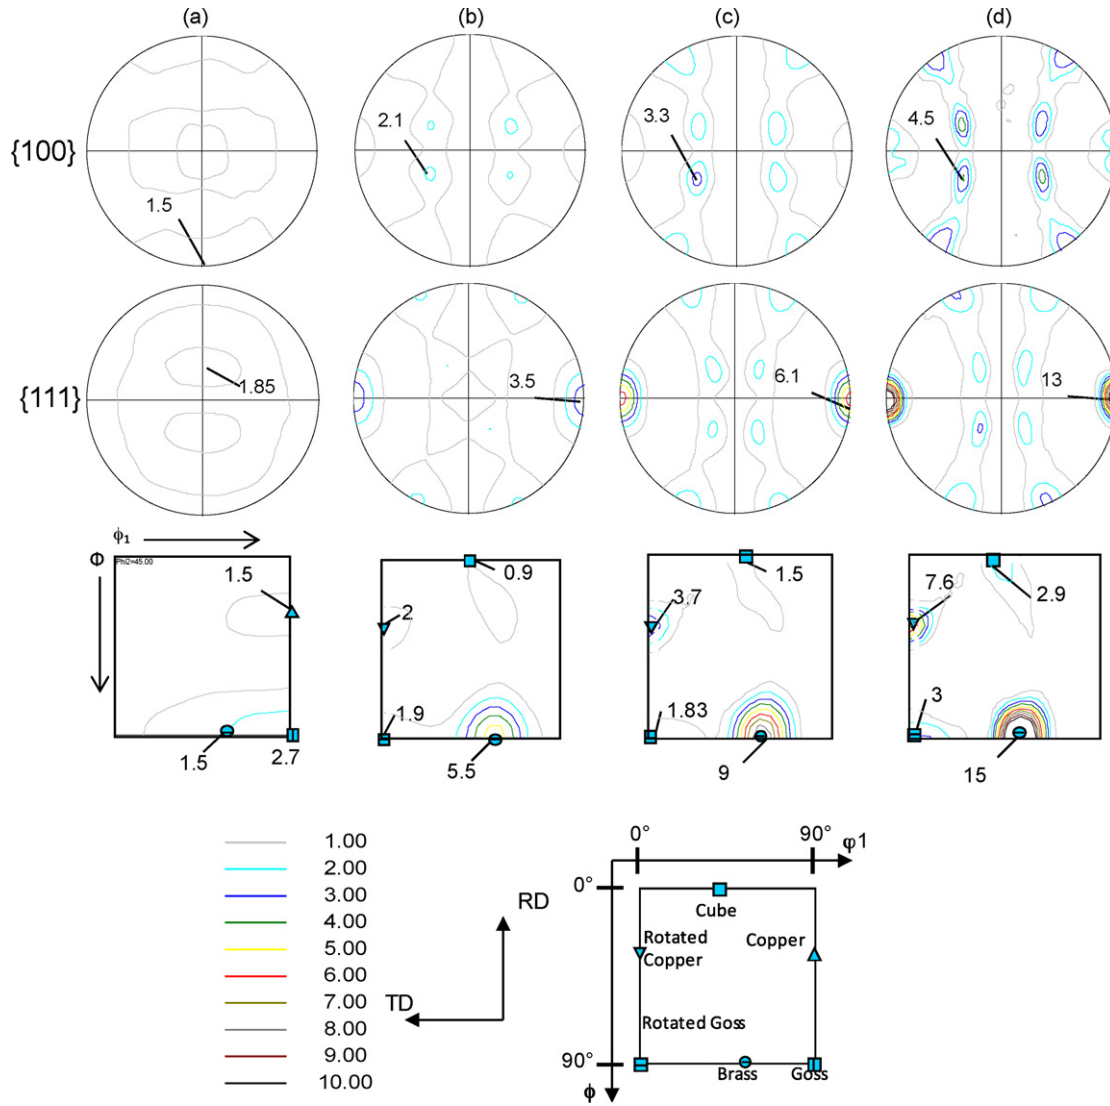 (a) (b) (c) (d)
{100}
1.5
2.1
3.3
4.5
{111}
1.85
3.5
6.1
13
ϕ1
Φ
Phi2=45.00
1.5
1.5
2.7
0.9
2
1.9
5.5
1.5
3.7
1.83
9
7.6
2.9
3
15
1.00
2.00
3.00
4.00
5.00
6.00
7.00
8.00
9.00
10.00
RD
TD
0° 90°
φ1
0°
Cube
Rotated
Copper
Copper
Rotated Goss
90°
Brass Goss
ϕ